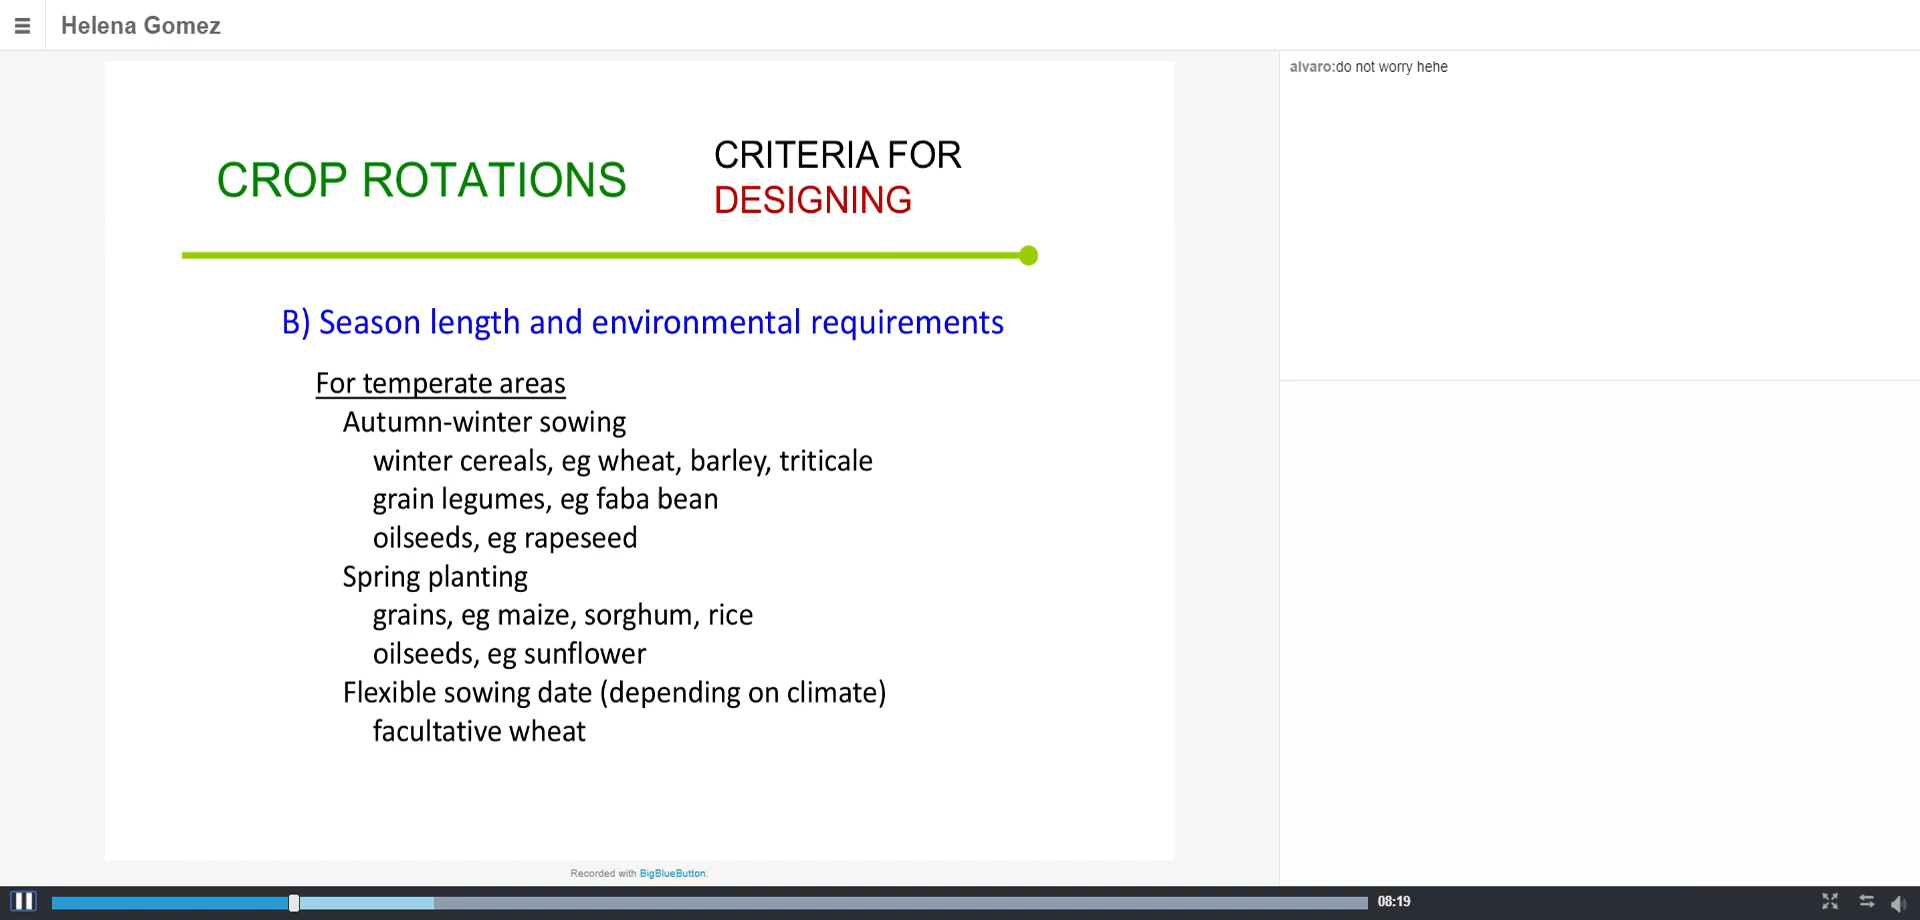 Helena Gomez
alvaro:do not worry hehe
CROP ROTATIONS
CRITERIA FOR
DESIGNING
B) Season length and environmental requirements
For temperate areas
Autumn-winter sowing
winter cereals, eg wheat, barley, triticale
grain legumes, eg faba bean
oilseeds, eg rapeseed
Spring planting
grains, eg maize, sorghum, rice
oilseeds, eg sunflower
Flexible sowing date (depending on climate)
facultative wheat
Recorded with BigBlueButton.
08:19